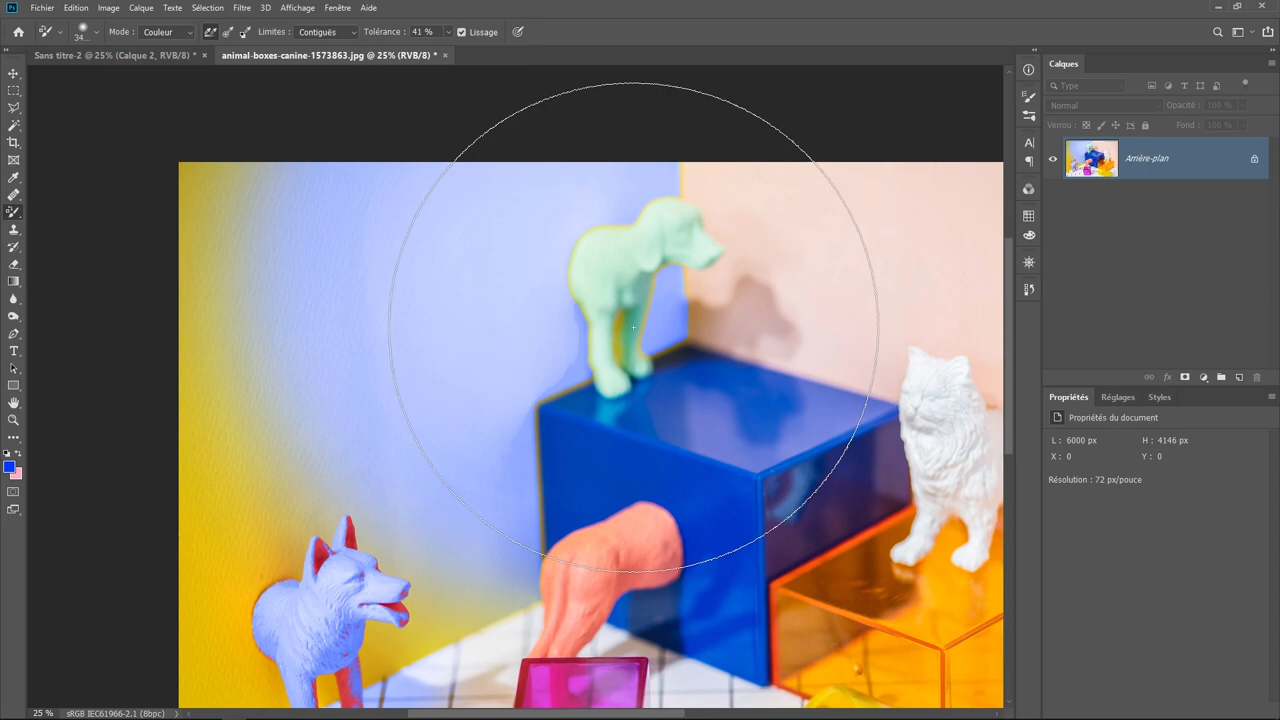 Ps Fichier Edition Image Calque Texte Sélection Filtre 3D Affichage Fenêtre Aide
34... Mode : Couleur Limites : Contiguës Tolérance : 41 % Lissage
Sans titre-2 @ 25% (Calque 2, RVB/8) * × animal-boxes-canine-1573863.jpg @ 25% (RVB/8) * ×
Calques
Type
Normal Opacité : 100 %
Verrou : Fond : 100 %
Arrière-plan
fx
Propriétés Réglages Styles
Propriétés du document
L : 6000 px H : 4146 px
X : 0 Y : 0
Résolution : 72 px/pouce
25 % sRGB IEC61966-2.1 (8bpc)